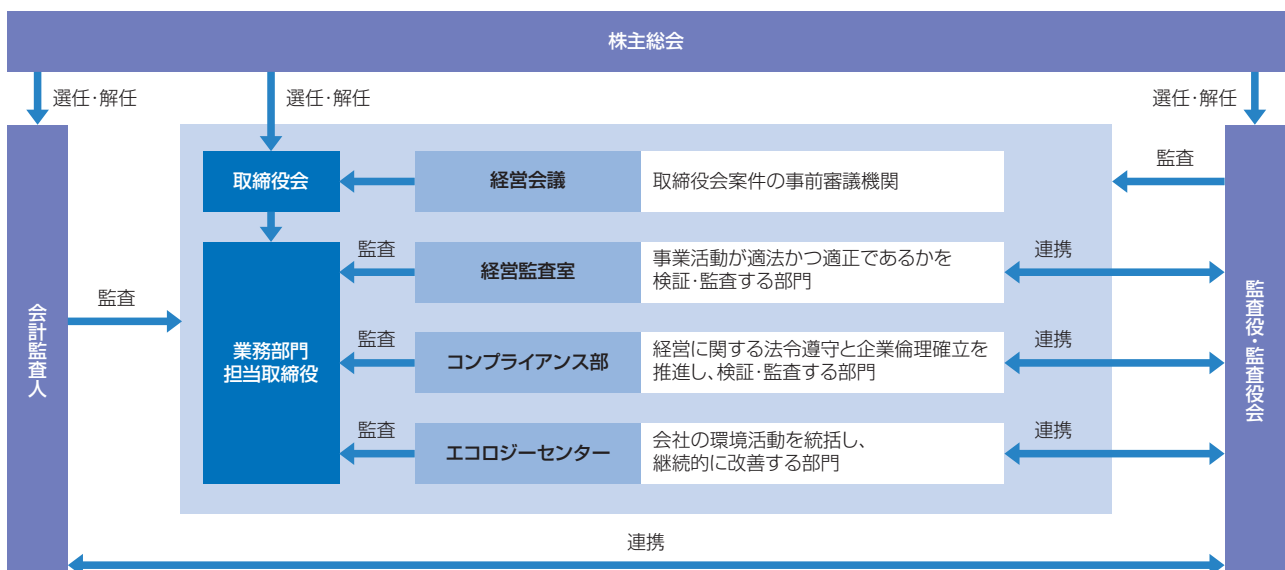 株主総会
選任・解任
選任・解任
選任・解任
取締役会
経営会議
取締役会案件の事前審議機関
監査
監査
経営監査室
事業活動が適法かつ適正であるかを
検証・監査する部門
連携
監査
会計監査人
業務部門
担当取締役
監査
コンプライアンス部
経営に関する法令遵守と企業倫理確立を
推進し、検証・監査する部門
連携
監査役・監査役会
監査
エコロジーセンター
会社の環境活動を統括し、
継続的に改善する部門
連携
連携